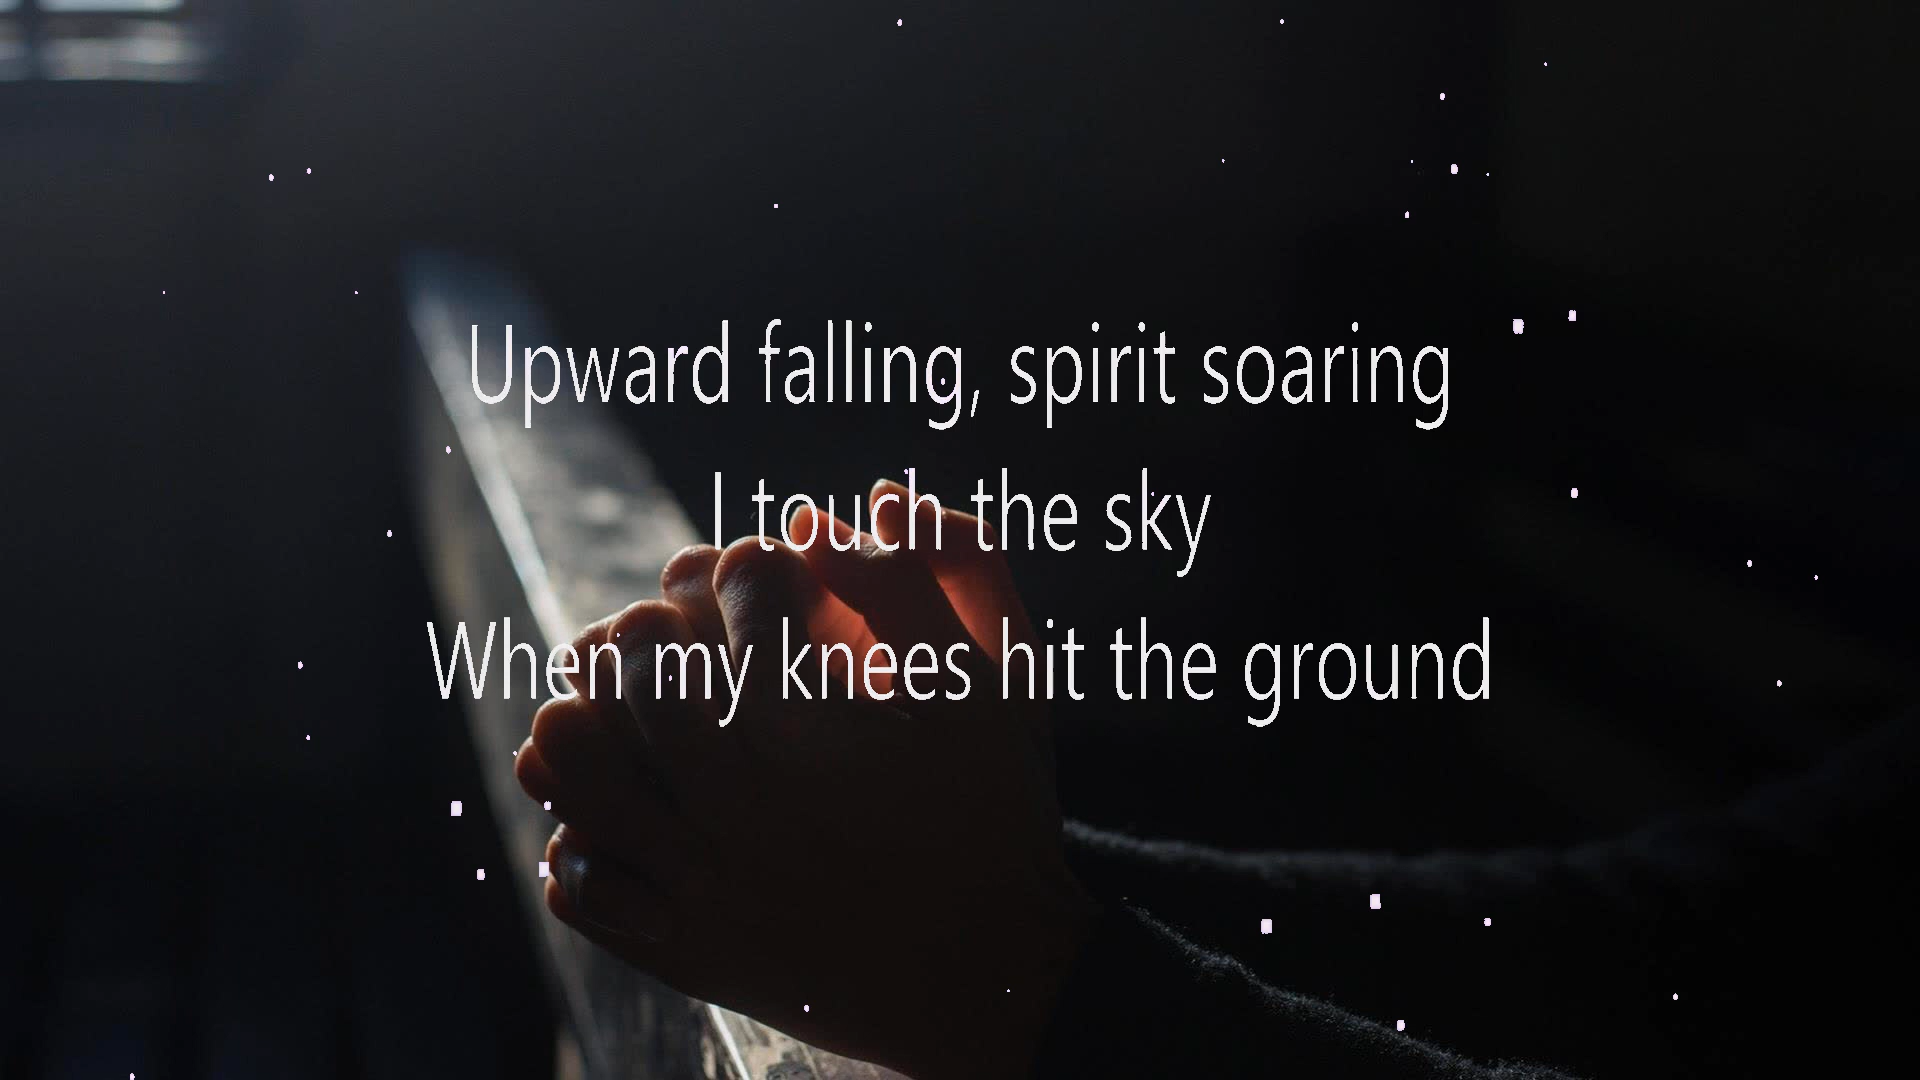 Upward falling, spirit soaring
I touch the sky
When my knees hit the ground